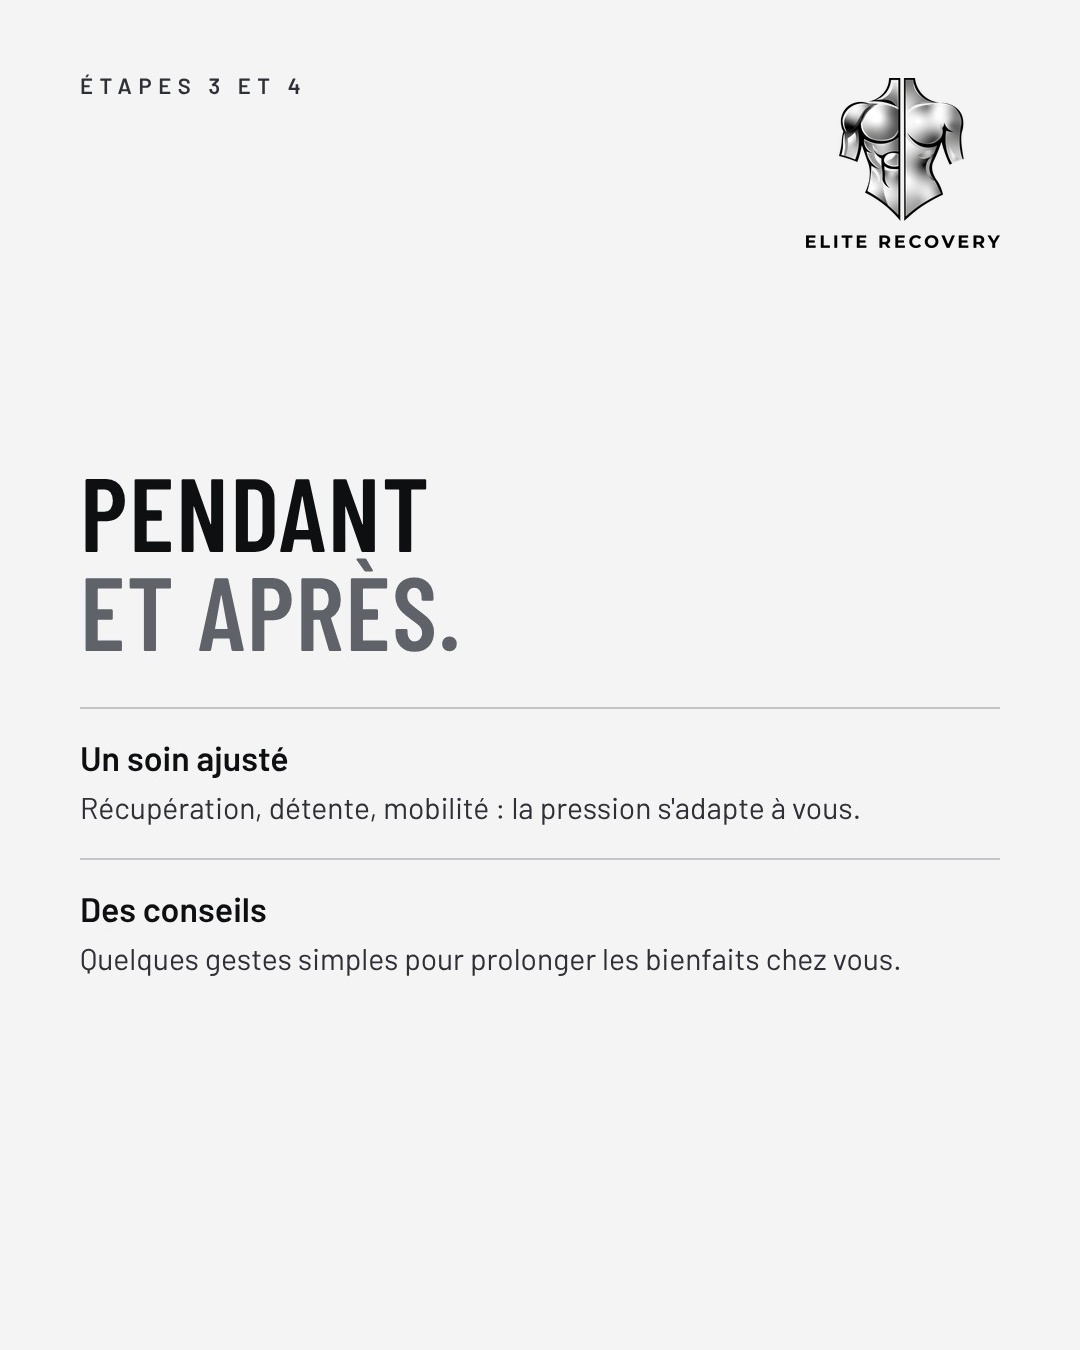 ÉTAPES 3 ET 4
ELITE RECOVERY
PENDANT
ET APRÈS.
Un soin ajusté
Récupération, détente, mobilité : la pression s'adapte à vous.
Des conseils
Quelques gestes simples pour prolonger les bienfaits chez vous.